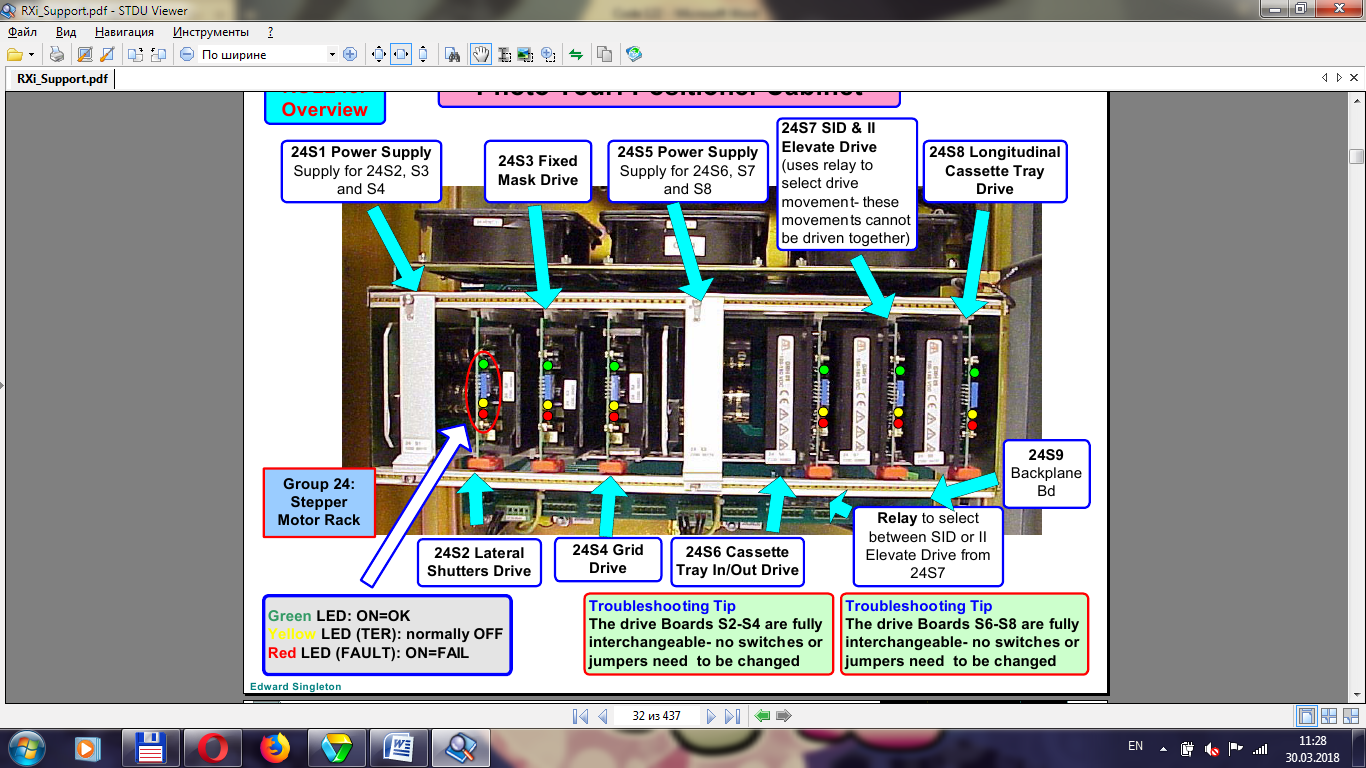 RXi_Support.pdf - STDU Viewer
Файл Вид Навигация Инструменты ?
По ширине
RXi_Support.pdf
Overview
24S1 Power Supply
Supply for 24S2, S3
and S4
24S3 Fixed
Mask Drive
24S5 Power Supply
Supply for 24S6, S7
and S8
24S7 SID & II
Elevate Drive
(uses relay to
select drive
movement- these
movements cannot
be driven together)
24S8 Longitudinal
Cassette Tray
Drive
24S9
Backplane
Bd
Group 24:
Stepper
Motor Rack
24S2 Lateral
Shutters Drive
24S4 Grid
Drive
24S6 Cassette
Tray In/Out Drive
Relay to select
between SID or II
Elevate Drive from
24S7
Green LED: ON=OK
Yellow LED (TER): normally OFF
Red LED (FAULT): ON=FAIL
Troubleshooting Tip
The drive Boards S2-S4 are fully
interchangeable- no switches or
jumpers need to be changed
Troubleshooting Tip
The drive Boards S6-S8 are fully
interchangeable- no switches or
jumpers need to be changed
Edward Singleton
32 из 437
EN
11:28
30.03.2018